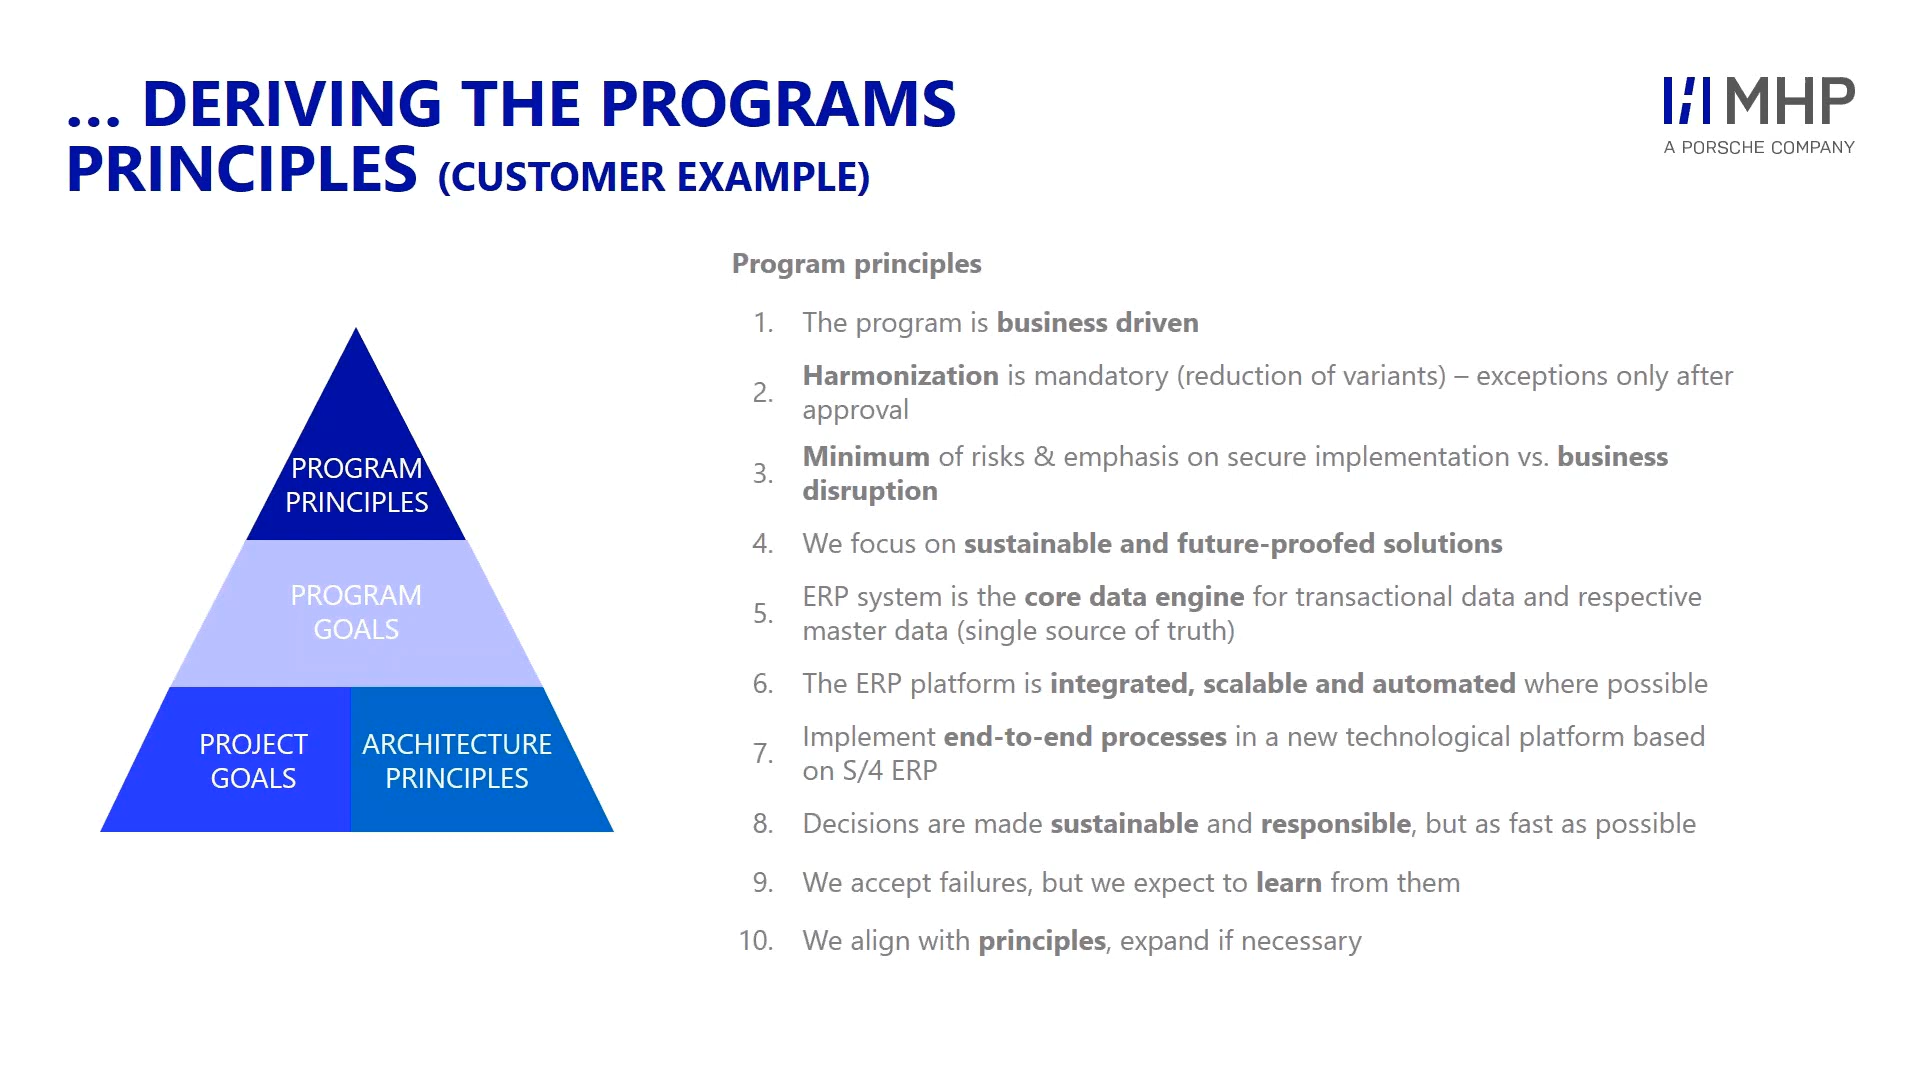 ... DERIVING THE PROGRAMS
PRINCIPLES (CUSTOMER EXAMPLE)
MHP
A PORSCHE COMPANY
PROGRAM
PRINCIPLES
PROGRAM
GOALS
PROJECT
GOALS
ARCHITECTURE
PRINCIPLES
Program principles
1. The program is business driven
2. Harmonization is mandatory (reduction of variants) – exceptions only after
approval
3. Minimum of risks & emphasis on secure implementation vs. business
disruption
4. We focus on sustainable and future-proofed solutions
5. ERP system is the core data engine for transactional data and respective
master data (single source of truth)
6. The ERP platform is integrated, scalable and automated where possible
7. Implement end-to-end processes in a new technological platform based
on S/4 ERP
8. Decisions are made sustainable and responsible, but as fast as possible
9. We accept failures, but we expect to learn from them
10. We align with principles, expand if necessary